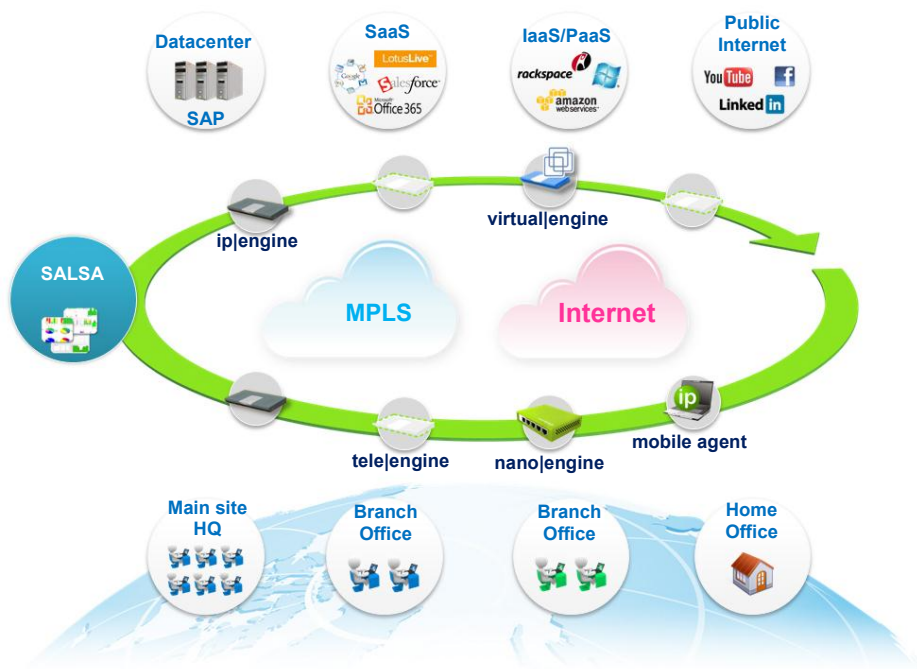 Datacenter
SAP
SaaS
LotusLive
Google
salesforce
Microsoft
Office 365
IaaS/PaaS
rackspace
amazon
webservices
Public
Internet
YouTube
f
Linked in
ip|engine
virtual|engine
SALSA
MPLS
Internet
ip
mobile agent
tele|engine
nano|engine
Main site
HQ
Branch
Office
Branch
Office
Home
Office